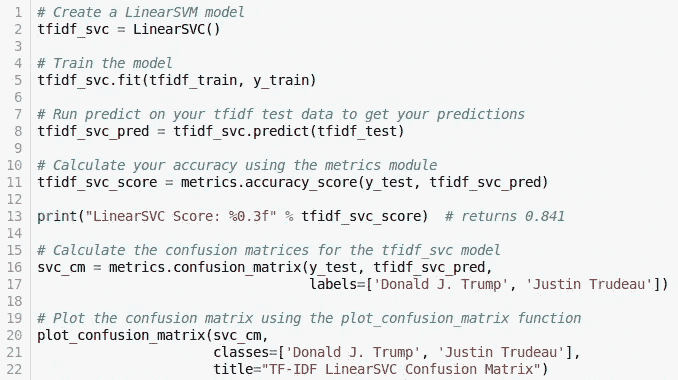 1 # Create a LinearSVM model
2 tfidf_svc = LinearSVC()
3
4 # Train the model
5 tfidf_svc.fit(tfidf_train, y_train)
6
7 # Run predict on your tfidf test data to get your predictions
8 tfidf_svc_pred = tfidf_svc.predict(tfidf_test)
9
10 # Calculate your accuracy using the metrics module
11 tfidf_svc_score = metrics.accuracy_score(y_test, tfidf_svc_pred)
12
13 print("LinearSVC Score: %0.3f" % tfidf_svc_score)  # returns 0.841
14
15 # Calculate the confusion matrices for the tfidf_svc model
16 svc_cm = metrics.confusion_matrix(y_test, tfidf_svc_pred,
17                                   labels=['Donald J. Trump', 'Justin Trudeau'])
18
19 # Plot the confusion matrix using the plot_confusion_matrix function
20 plot_confusion_matrix(svc_cm,
21                       classes=['Donald J. Trump', 'Justin Trudeau'],
22                       title="TF-IDF LinearSVC Confusion Matrix")